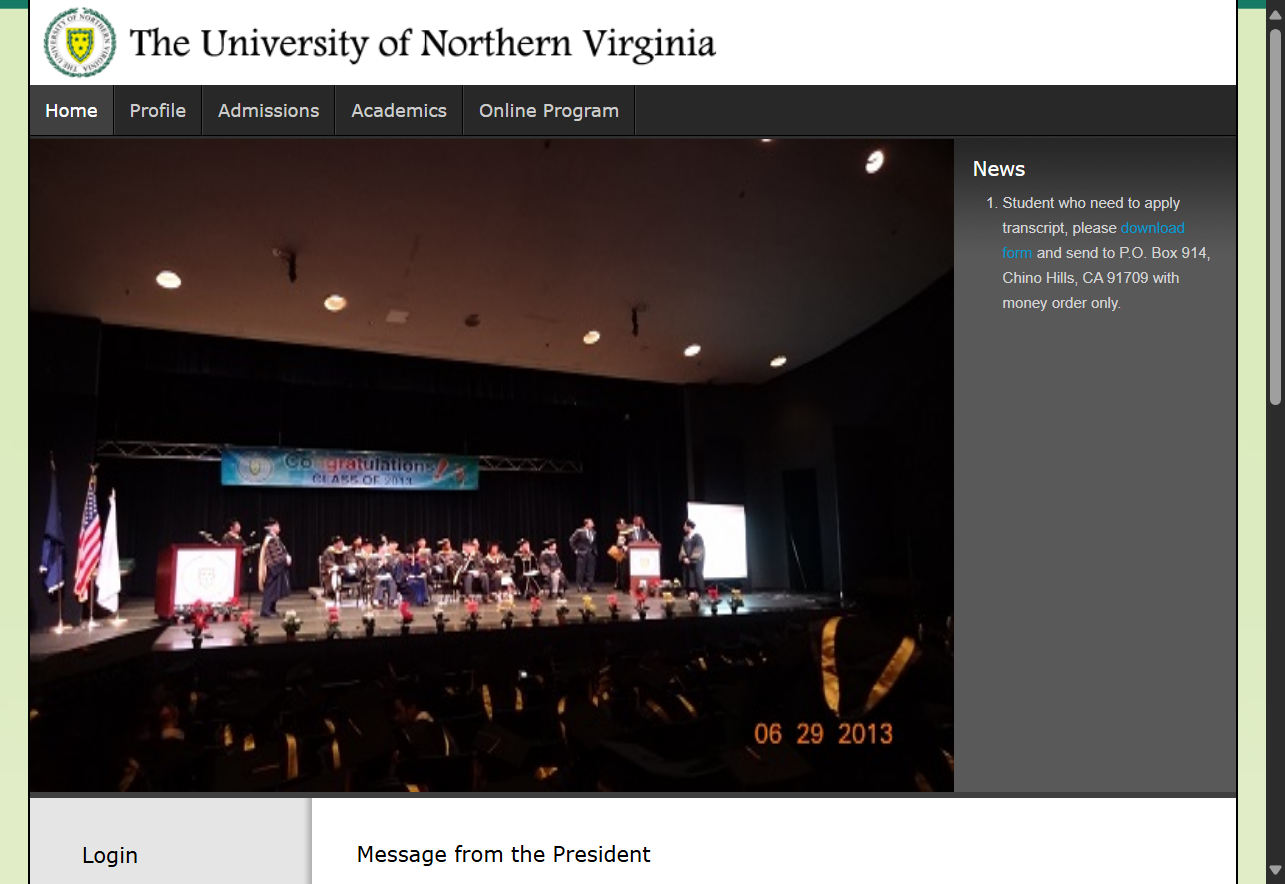 The University of Northern Virginia
Home
Profile
Admissions
Academics
Online Program
News
1. Student who need to apply
transcript, please download
form and send to P.O. Box 914,
Chino Hills, CA 91709 with
money order only.
Congratulations!
CLASS OF 2013
06 29 2013
Login
Message from the President